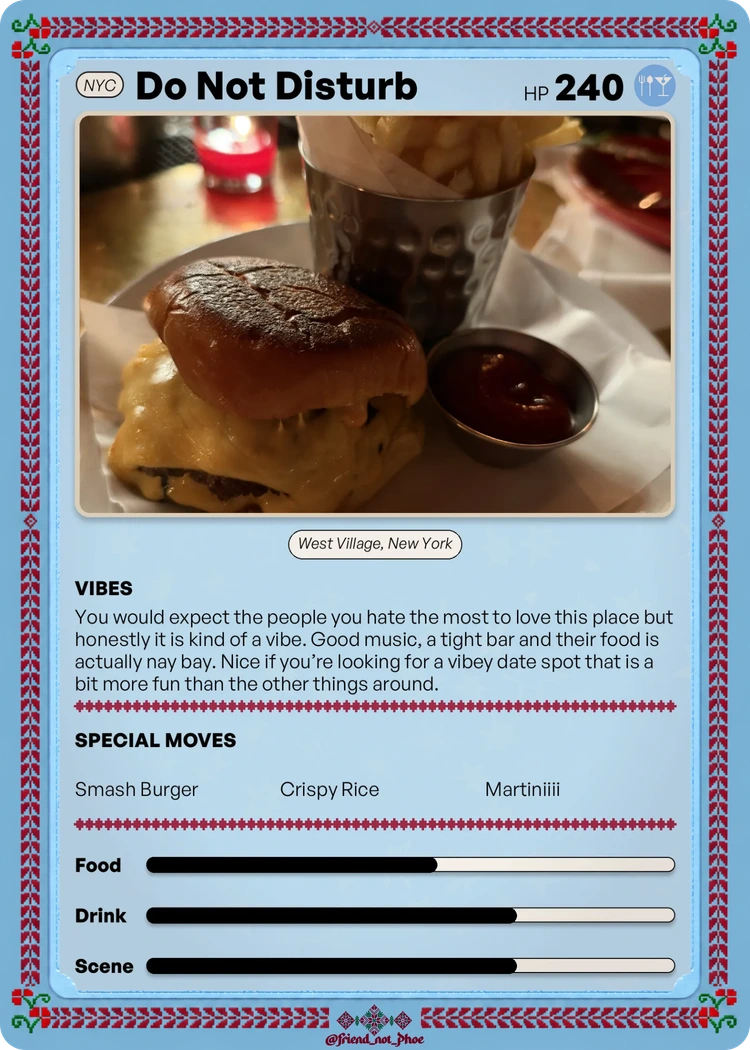 NYC Do Not Disturb HP 240
West Village, New York
VIBES
You would expect the people you hate the most to love this place but
honestly it is kind of a vibe. Good music, a tight bar and their food is
actually nay bay. Nice if you’re looking for a vibey date spot that is a
bit more fun than the other things around.
SPECIAL MOVES
Smash Burger Crispy Rice Martiniiii
Food
Drink
Scene
@friend_not_Phoe